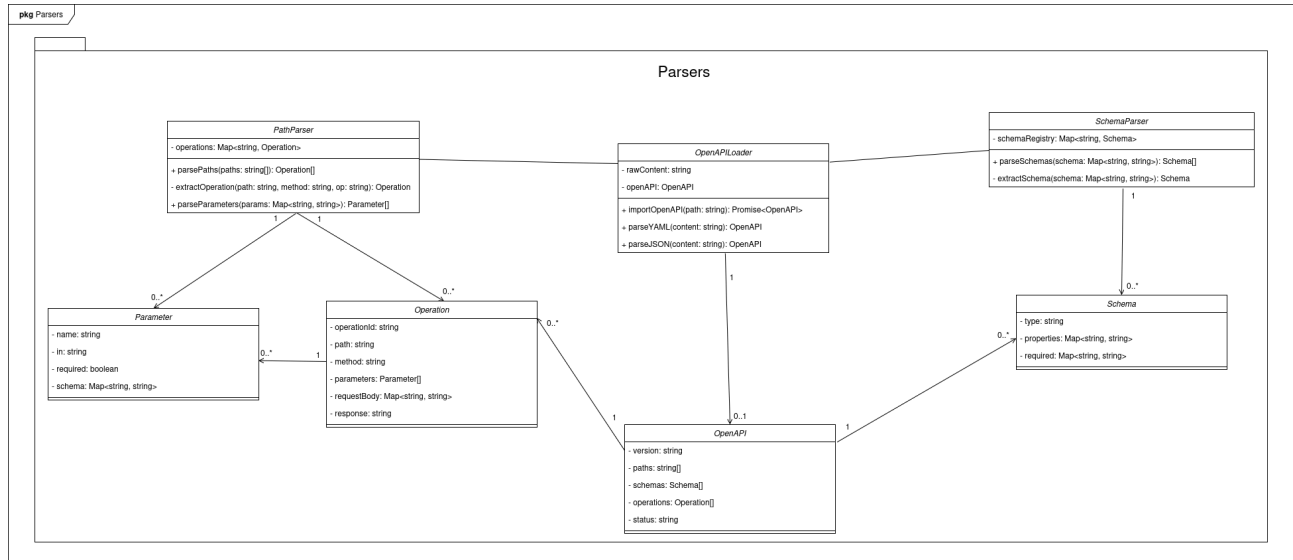 pkg Parsers
Parsers
PathParser
- operations: Map<string, Operation>
+ parsePaths(paths: string[]): Operation[]
- extractOperation(path: string, method: string, op: string): Operation
+ parseParameters(params: Map<string, string>): Parameter[]
OpenAPILoader
- rawContent: string
- openAPI: OpenAPI
+ importOpenAPI(path: string): Promise<OpenAPI>
+ parseYAML(content: string): OpenAPI
+ parseJSON(content: string): OpenAPI
SchemaParser
- schemaRegistry: Map<string, Schema>
+ parseSchemas(schema: Map<string, string>): Schema[]
- extractSchema(schema: Map<string, string>): Schema
1
1
1
1
0..*
0..*
0..*
Parameter
- name: string
- in: string
- required: boolean
- schema: Map<string, string>
0..*
1
Operation
- operationId: string
- path: string
- method: string
- parameters: Parameter[]
- requestBody: Map<string, string>
- response: string
0..*
1
0..1
1
0..*
Schema
- type: string
- properties: Map<string, string>
- required: Map<string, string>
OpenAPI
- version: string
- paths: string[]
- schemas: Schema[]
- operations: Operation[]
- status: string